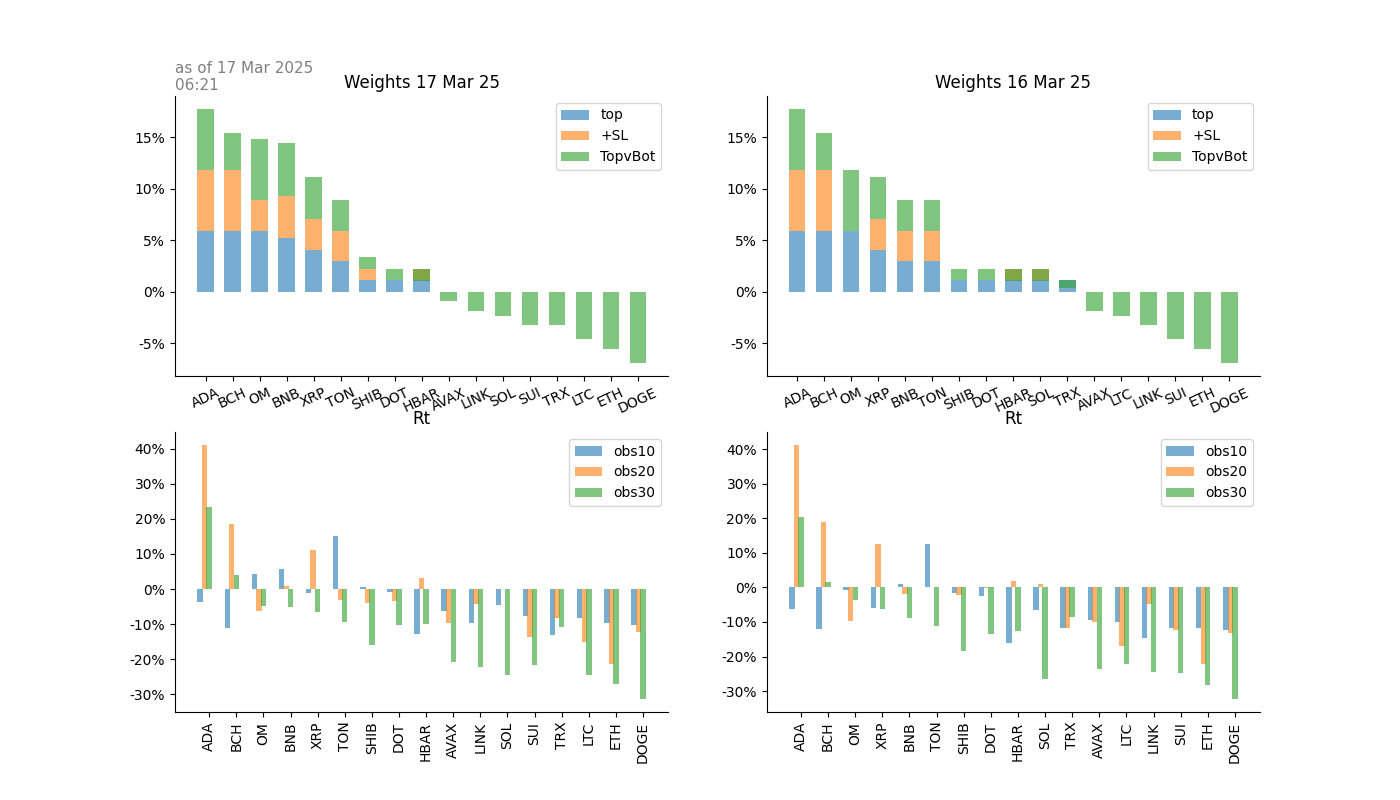 as of 17 Mar 2025
06:21
Weights 17 Mar 25
top
+SL
TopvBot
15%
10%
5%
0%
-5%
ADA BCH OM BNB XRP TON SHIB DOT HBAR AVAX LINK SOL SUI TRX LTC ETH DOGE
Weights 16 Mar 25
top
+SL
TopvBot
15%
10%
5%
0%
-5%
ADA BCH OM XRP BNB TON SHIB DOT HBAR SOL TRX AVAX LTC LINK SUI ETH DOGE
Rt
obs10
obs20
obs30
40%
30%
20%
10%
0%
-10%
-20%
-30%
ADA BCH OM BNB XRP TON SHIB DOT HBAR AVAX LINK SOL SUI TRX LTC ETH DOGE
Rt
obs10
obs20
obs30
40%
30%
20%
10%
0%
-10%
-20%
-30%
ADA BCH OM XRP BNB TON SHIB DOT HBAR SOL TRX AVAX LTC LINK SUI ETH DOGE